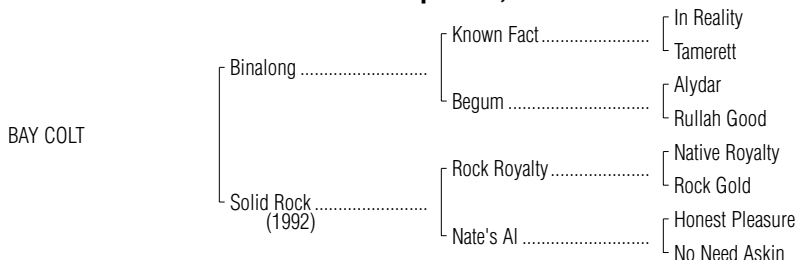 In Reality
Known Fact..........................
Tamerett
Binalong ..............................
Alydar
Begum ..................................
Rullah Good
BAY COLT
Native Royalty
Rock Royalty.......................
Rock Gold
Solid Rock...........................
(1992)
Honest Pleasure
Nate's Al ..............................
No Need Askin